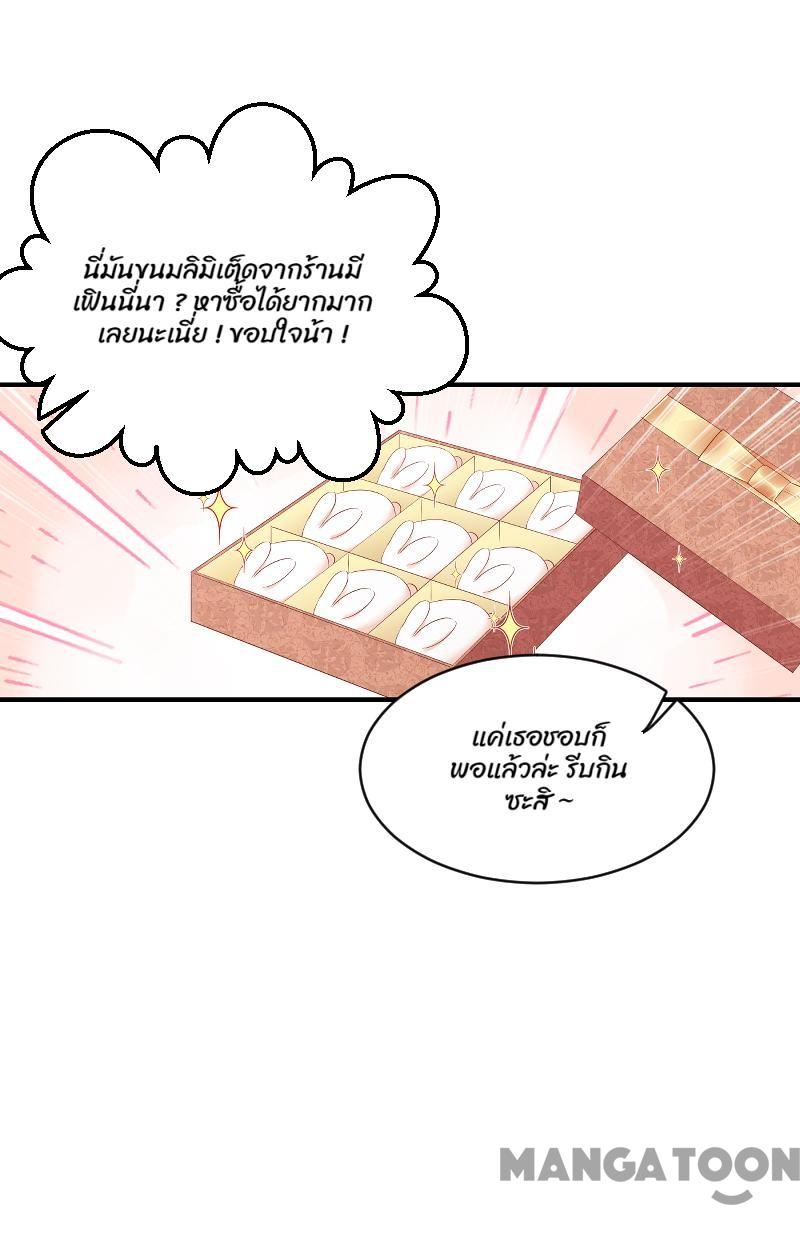 นี่มันขนมลิมิเต็ดจากร้านมี
เฟินนี่นา ? หาซื้อได้ยากมาก
เลยนะเนี่ย ! ขอบใจน้า !
แค่เธอชอบก็
พอแล้วล่ะ รีบกิน
ซะสิ ~
MANGATOON